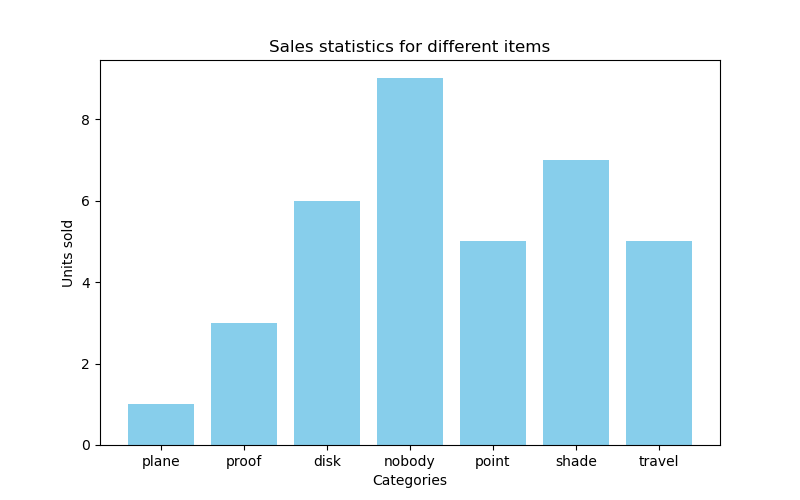 Sales statistics for different items
Units sold
8
6
4
2
0
plane proof disk nobody point shade travel
Categories